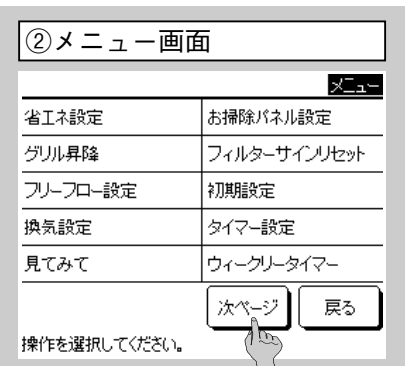 ②メニュー画面
メニュー
省エネ設定 お掃除パネル設定
グリル昇降 フィルターサインリセット
フリーフロー設定 初期設定
換気設定 タイマー設定
見てみて ウィークリータイマー
次ページ 戻る
操作を選択してください。